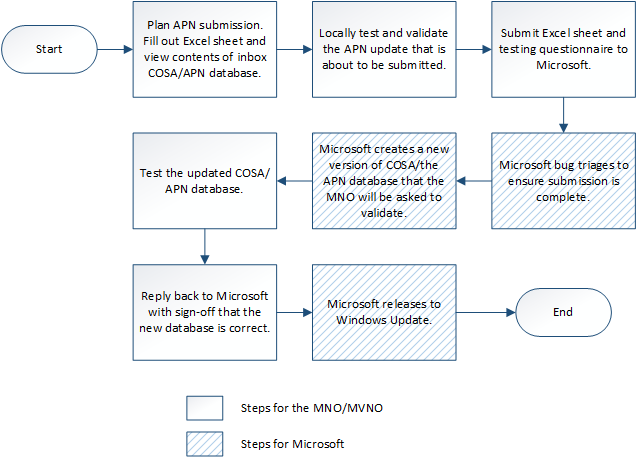 Start
Plan APN submission.
Fill out Excel sheet and
view contents of inbox
COSA/APN database.
Locally test and validate
the APN update that is
about to be submitted.
Submit Excel sheet and
testing questionnaire to
Microsoft.
Microsoft bug triages to
ensure submission is
complete.
Microsoft creates a new
version of COSA/the
APN database that the
MNO will be asked to
validate.
Test the updated COSA/
APN database.
Reply back to Microsoft
with sign-off that the
new database is correct.
Microsoft releases to
Windows Update.
End
Steps for the MNO/MVNO
Steps for Microsoft